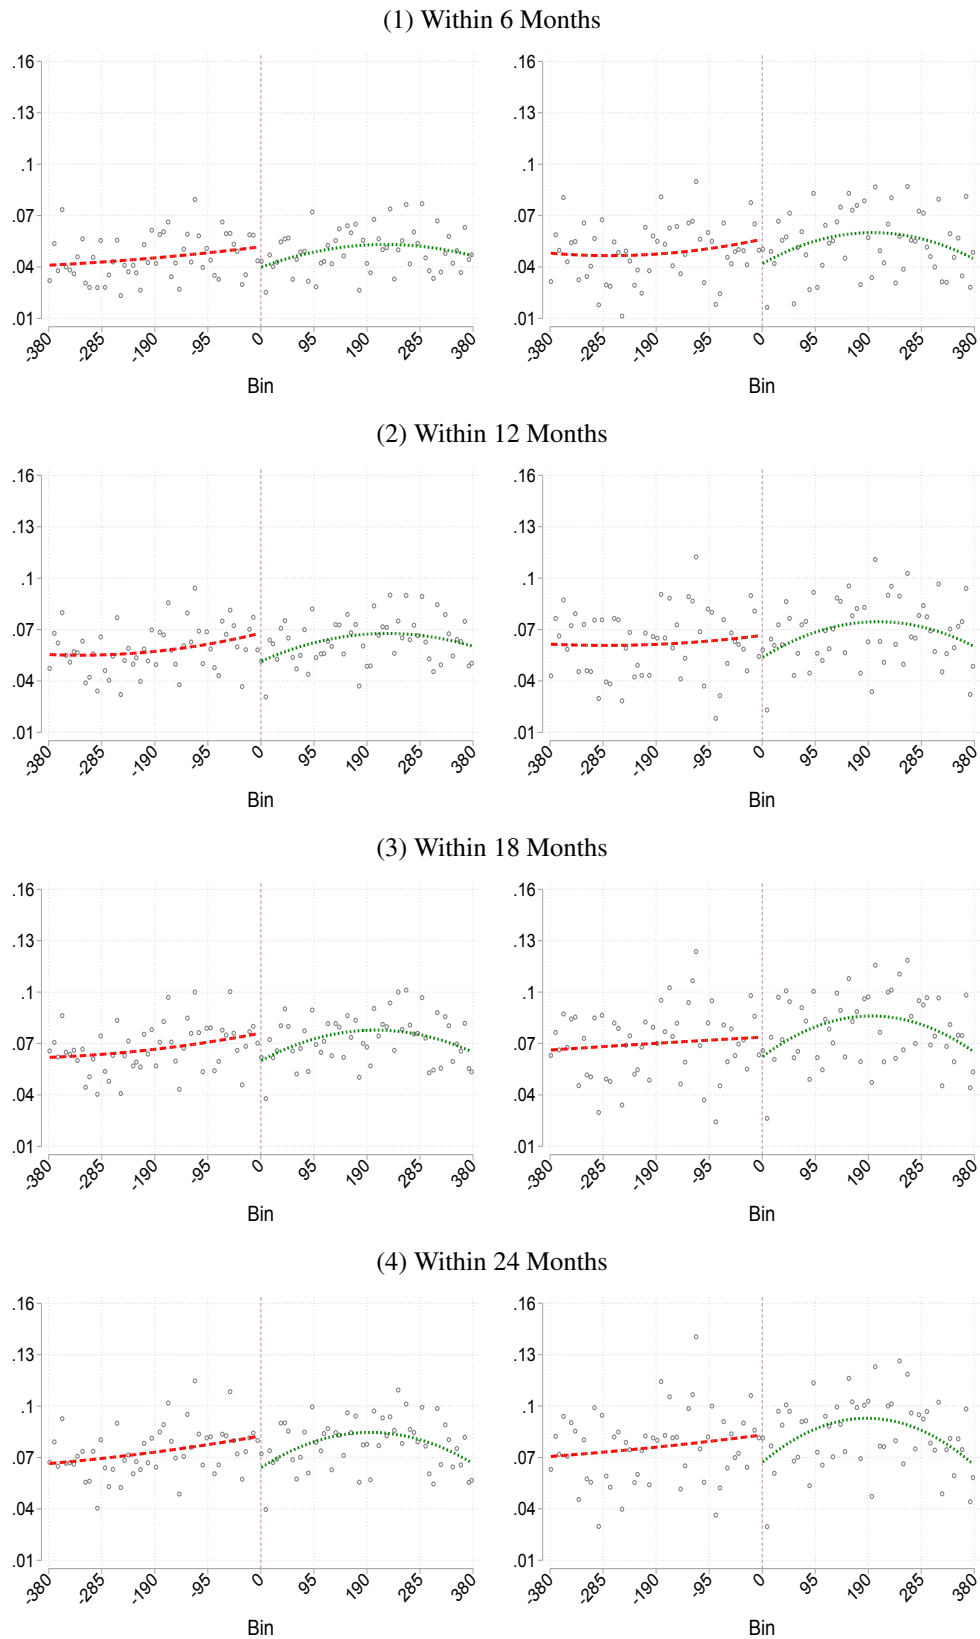 (1) Within 6 Months
.16 .16
.13 .13
.1 .1
.07 .07
.04 .04
.01 .01
-380 -285 -190 -95 0 95 190 285 380 -380 -285 -190 -95 0 95 190 285 380
Bin Bin
(2) Within 12 Months
.16 .16
.13 .13
.1 .1
.07 .07
.04 .04
.01 .01
-380 -285 -190 -95 0 95 190 285 380 -380 -285 -190 -95 0 95 190 285 380
Bin Bin
(3) Within 18 Months
.16 .16
.13 .13
.1 .1
.07 .07
.04 .04
.01 .01
-380 -285 -190 -95 0 95 190 285 380 -380 -285 -190 -95 0 95 190 285 380
Bin Bin
(4) Within 24 Months
.16 .16
.13 .13
.1 .1
.07 .07
.04 .04
.01 .01
-380 -285 -190 -95 0 95 190 285 380 -380 -285 -190 -95 0 95 190 285 380
Bin Bin